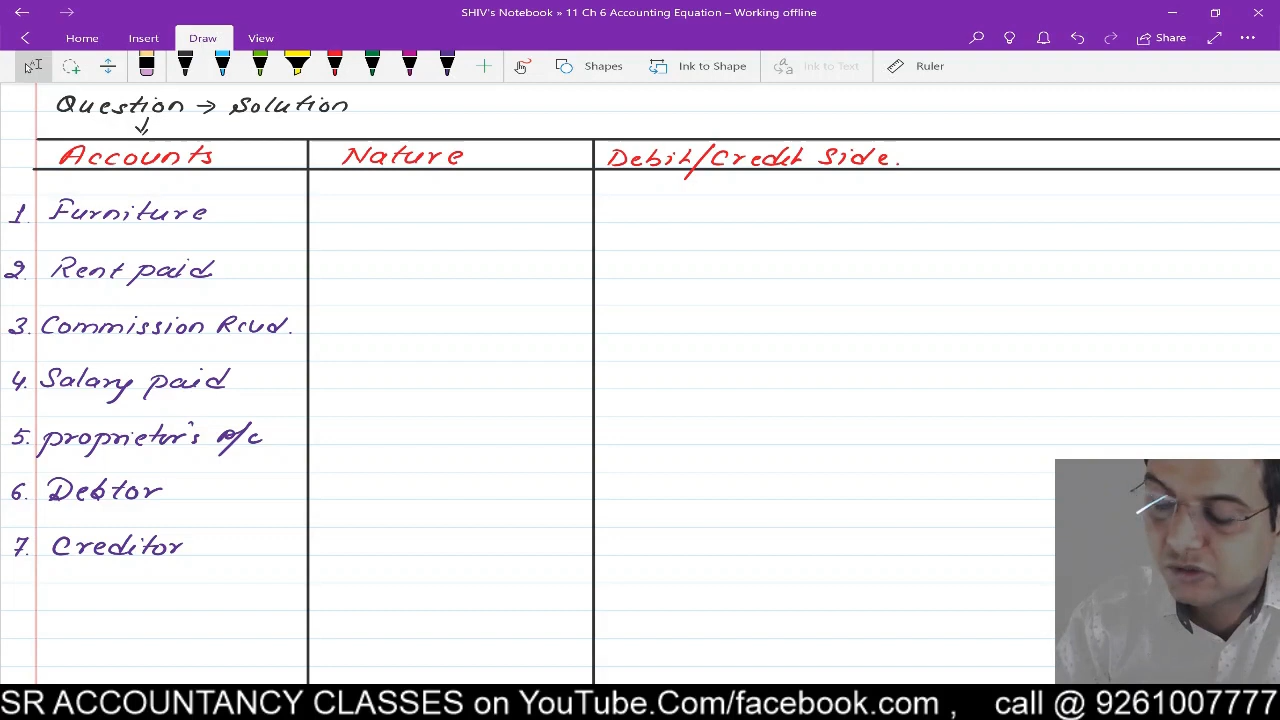 SHIV's Notebook » 11 Ch 6 Accounting Equation – Working offline
Home Insert Draw View Share
Shapes Ink to Shape Ink to Text Ruler
Question → Solution
Accounts Nature Debit/Credit Side.
1. Furniture
2. Rent paid
3. Commission Rcvd.
4. Salary paid
5. proprietor's A/c
6. Debtor
7. Creditor
SR ACCOUNTANCY CLASSES on YouTube.Com/facebook.com , call @ 9261007777